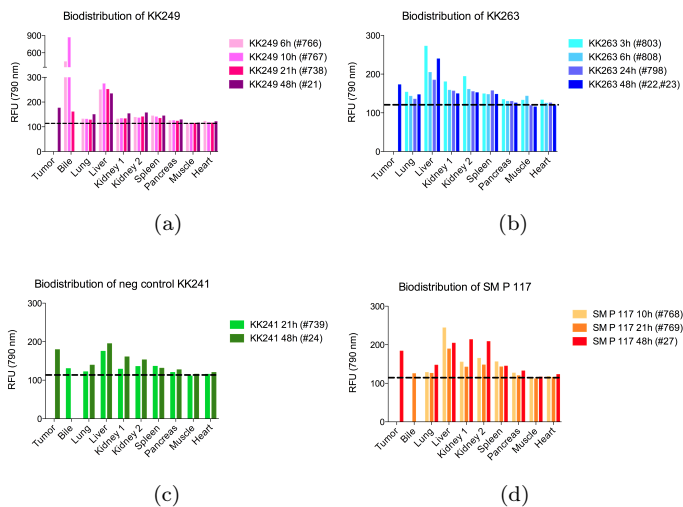 Biodistribution of KK249
900
700
500
300
300
200
100
0
RFU (790 nm)
Tumor
Bile
Lung
Liver
Kidney 1
Kidney 2
Spleen
Pancreas
Muscle
Heart
KK249 6h (#766)
KK249 10h (#767)
KK249 21h (#738)
KK249 48h (#21)
(a)
Biodistribution of KK263
300
200
100
0
RFU (790 nm)
Tumor
Lung
Liver
Kidney 1
Kidney 2
Spleen
Pancreas
Muscle
Heart
KK263 3h (#803)
KK263 6h (#808)
KK263 24h (#798)
KK263 48h (#22,#23)
(b)
Biodistribution of neg control KK241
300
200
100
0
RFU (790 nm)
Tumor
Bile
Lung
Liver
Kidney 1
Kidney 2
Spleen
Pancreas
Muscle
Heart
KK241 21h (#739)
KK241 48h (#24)
(c)
Biodistribution of SM P 117
300
200
100
0
RFU (790 nm)
Tumor
Bile
Lung
Liver
Kidney 1
Kidney 2
Spleen
Pancreas
Muscle
Heart
SM P 117 10h (#768)
SM P 117 21h (#769)
SM P 117 48h (#27)
(d)